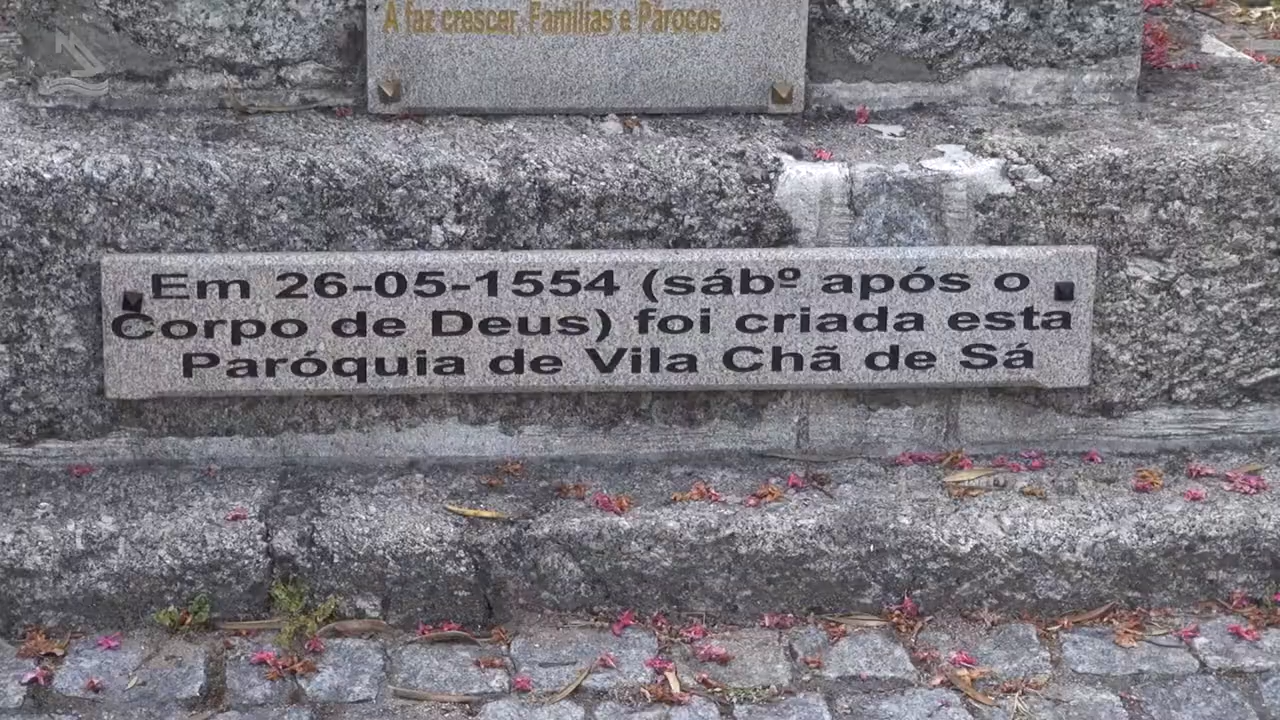 A faz crescer, Famílias e Párocos
Em 26-05-1554 (sábº após o
Corpo de Deus) foi criada esta
Paróquia de Vila Chã de Sá